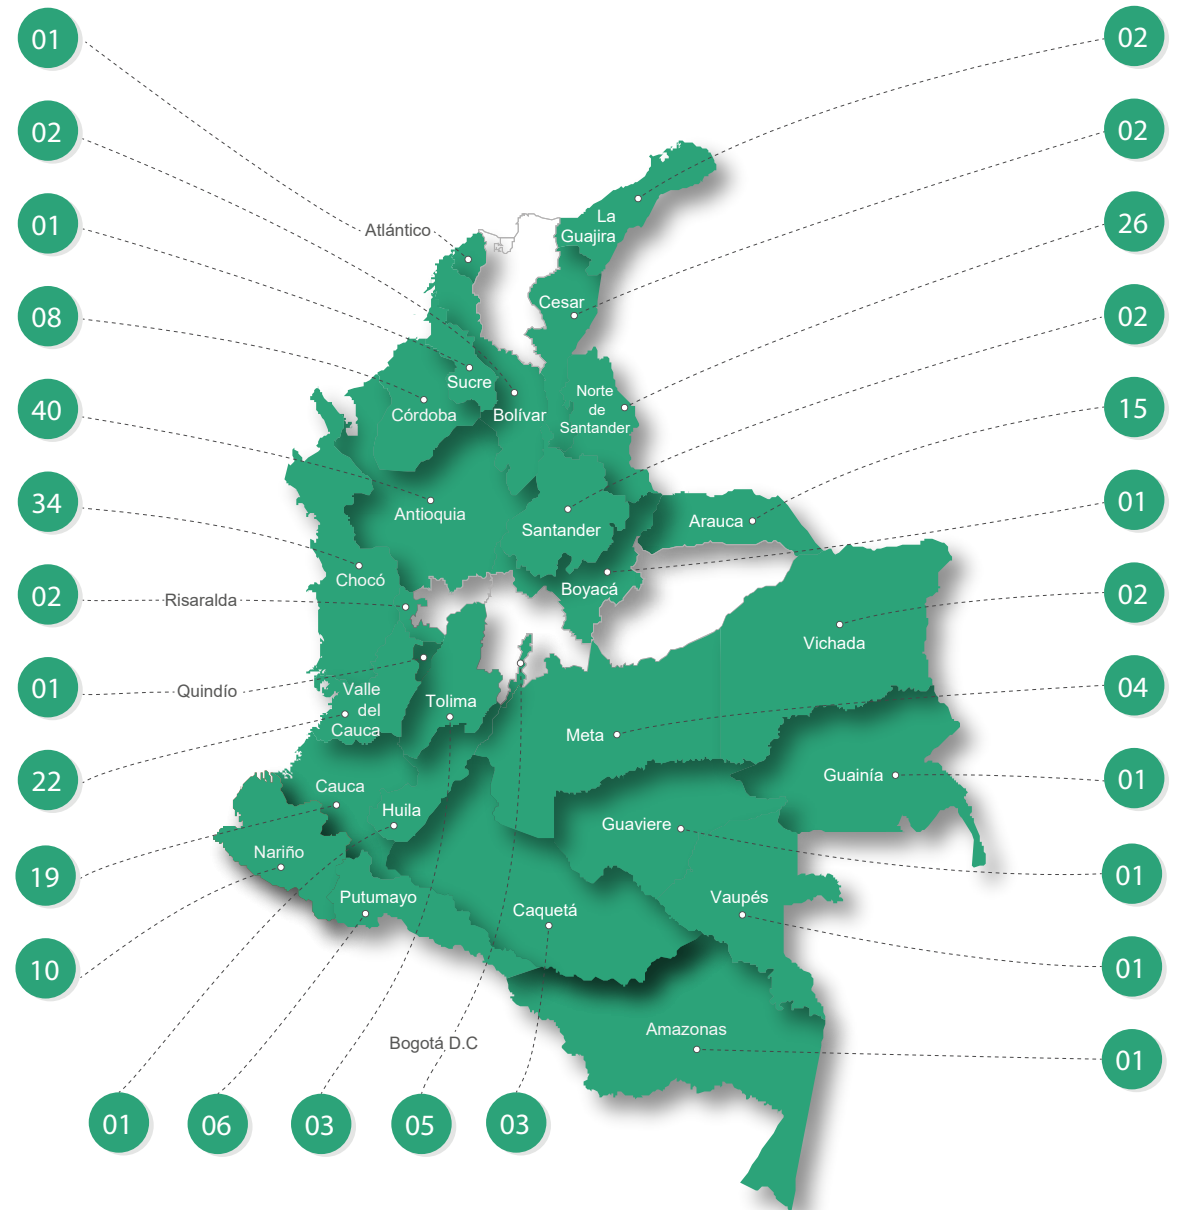 01
02
02
02
01
26
08
02
40
15
34
01
02
02
01
04
22
01
19
01
10
01
01
01
06
03
05
03
Atlántico
La
Guajira
Cesar
Sucre
Córdoba
Bolívar
Norte
de
Santander
Antioquia
Santander
Arauca
Chocó
Boyacá
Risaralda
Vichada
Quindío
Valle
del
Cauca
Tolima
Meta
Guainía
Cauca
Huila
Guaviere
Nariño
Putumayo
Caquetá
Vaupés
Amazonas
Bogotá D.C